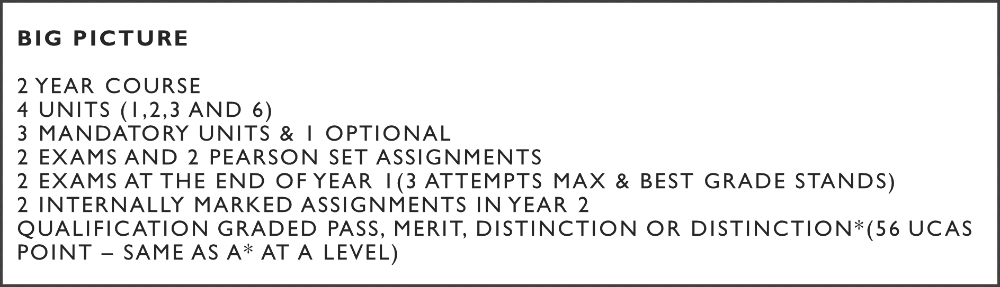 BIG PICTURE
2 YEAR COURSE
4 UNITS (1,2,3 AND 6)
3 MANDATORY UNITS & 1 OPTIONAL
2 EXAMS AND 2 PEARSON SET ASSIGNMENTS
2 EXAMS AT THE END OF YEAR 1(3 ATTEMPTS MAX & BEST GRADE STANDS)
2 INTERNALLY MARKED ASSIGNMENTS IN YEAR 2
QUALIFICATION GRADED PASS, MERIT, DISTINCTION OR DISTINCTION*(56 UCAS
POINT – SAME AS A* AT A LEVEL)